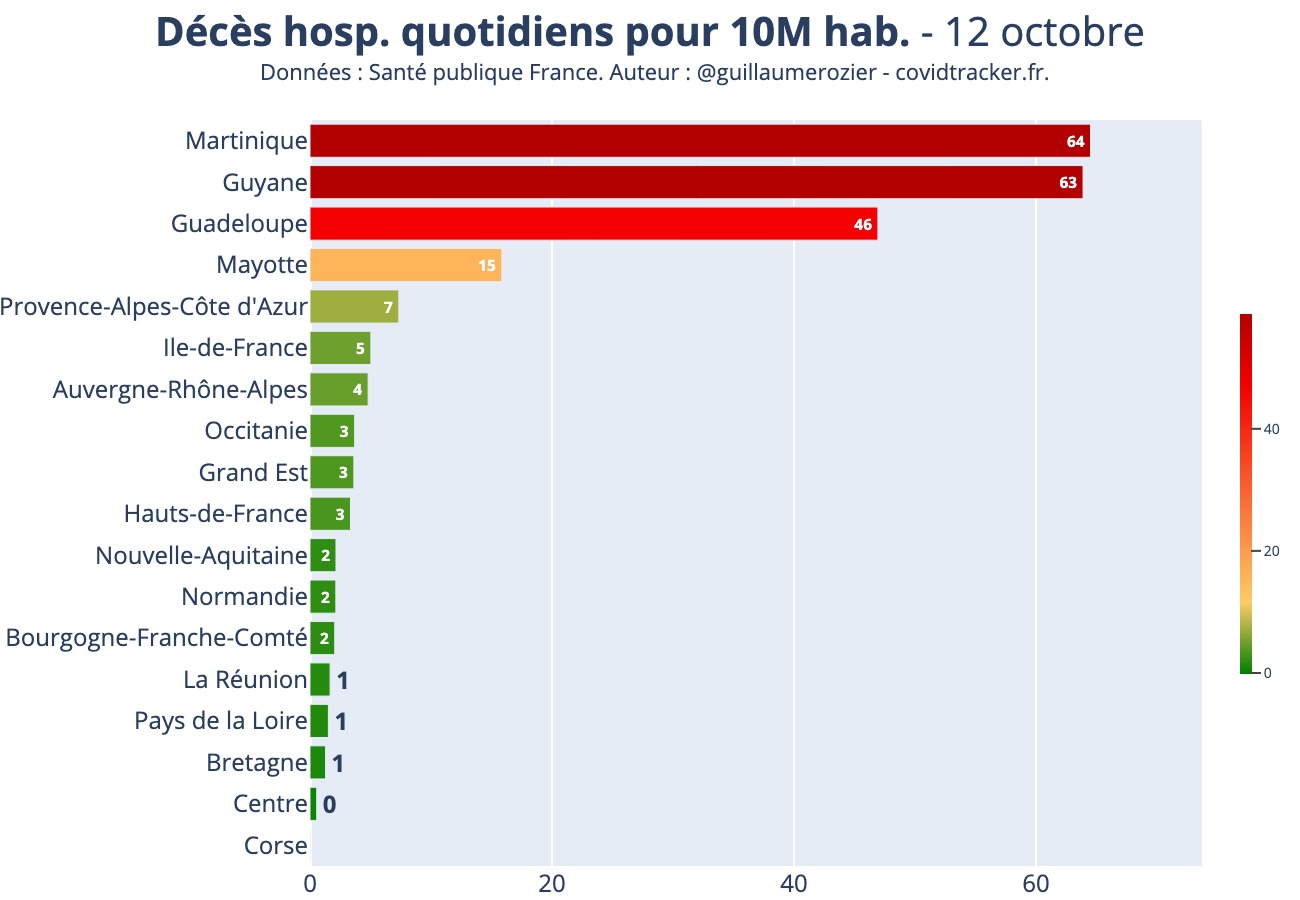 Décès hosp. quotidiens pour 10M hab. - 12 octobre
Données : Santé publique France. Auteur : @guillaumerozier - covidtracker.fr.
Martinique 64
Guyane 63
Guadeloupe 46
Mayotte 15
Provence-Alpes-Côte d'Azur 7
Ile-de-France 5
Auvergne-Rhône-Alpes 4
Occitanie 3
Grand Est 3
Hauts-de-France 3
Nouvelle-Aquitaine 2
Normandie 2
Bourgogne-Franche-Comté 2
La Réunion 1
Pays de la Loire 1
Bretagne 1
Centre 0
Corse
0 20 40 60
40
20
0